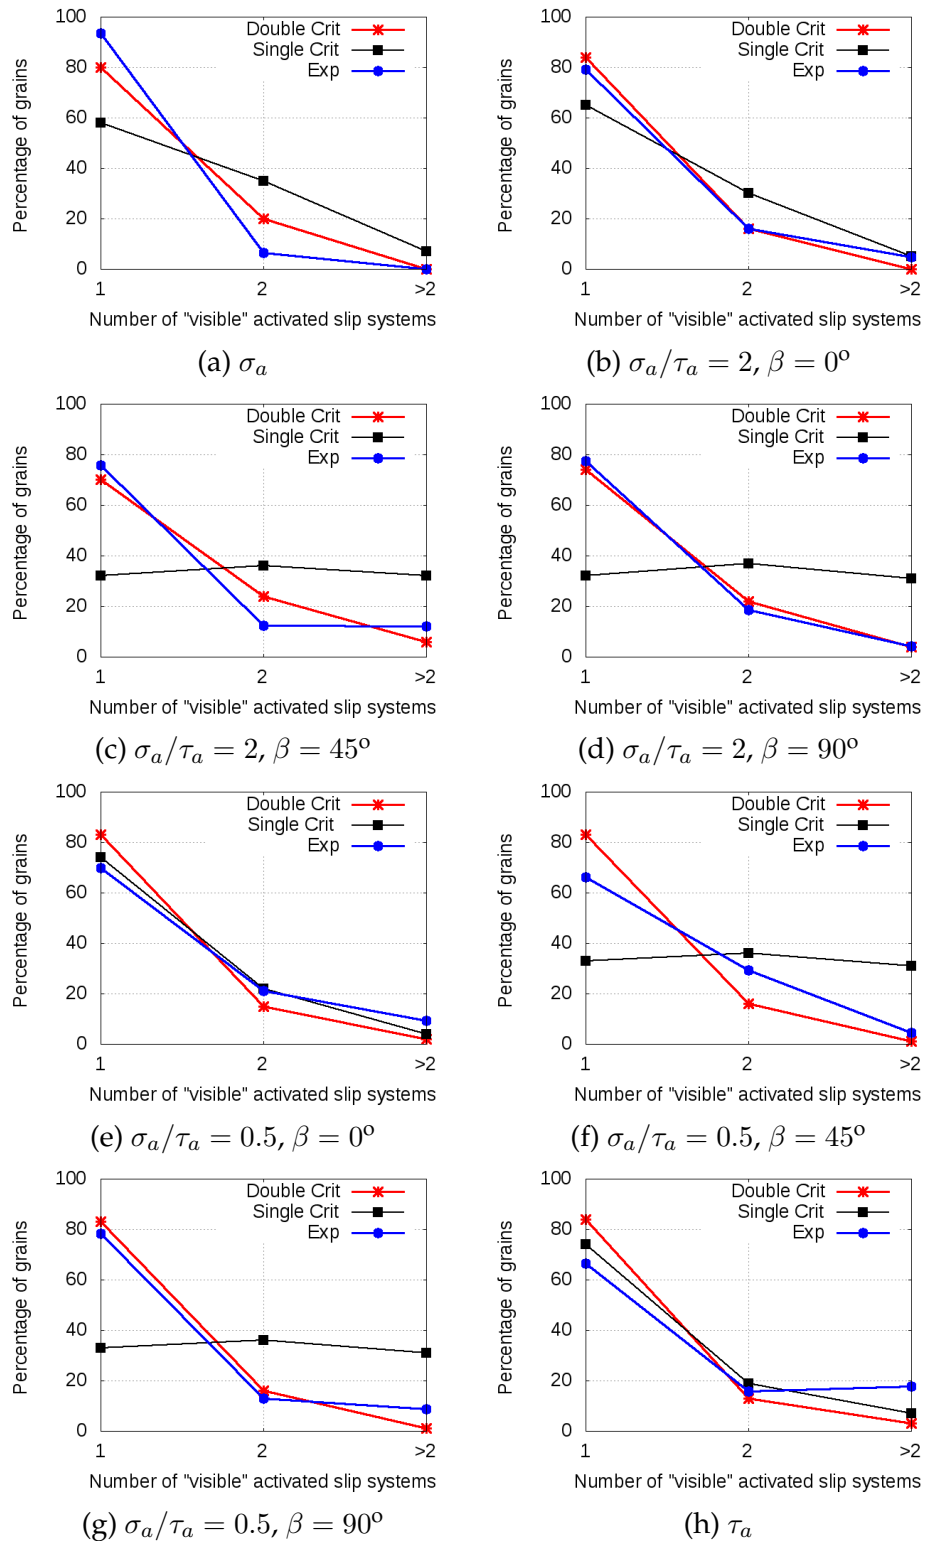 100
80
60
40
20
0
Percentage of grains
Double Crit
Single Crit
Exp
1 2 >2
Number of "visible" activated slip systems
(a) σₐ
100
80
60
40
20
0
Percentage of grains
Double Crit
Single Crit
Exp
1 2 >2
Number of "visible" activated slip systems
(b) σₐ/τₐ = 2, β = 0º
100
80
60
40
20
0
Percentage of grains
Double Crit
Single Crit
Exp
1 2 >2
Number of "visible" activated slip systems
(c) σₐ/τₐ = 2, β = 45º
100
80
60
40
20
0
Percentage of grains
Double Crit
Single Crit
Exp
1 2 >2
Number of "visible" activated slip systems
(d) σₐ/τₐ = 2, β = 90º
100
80
60
40
20
0
Percentage of grains
Double Crit
Single Crit
Exp
1 2 >2
Number of "visible" activated slip systems
(e) σₐ/τₐ = 0.5, β = 0º
100
80
60
40
20
0
Percentage of grains
Double Crit
Single Crit
Exp
1 2 >2
Number of "visible" activated slip systems
(f) σₐ/τₐ = 0.5, β = 45º
100
80
60
40
20
0
Percentage of grains
Double Crit
Single Crit
Exp
1 2 >2
Number of "visible" activated slip systems
(g) σₐ/τₐ = 0.5, β = 90º
100
80
60
40
20
0
Percentage of grains
Double Crit
Single Crit
Exp
1 2 >2
Number of "visible" activated slip systems
(h) τₐ